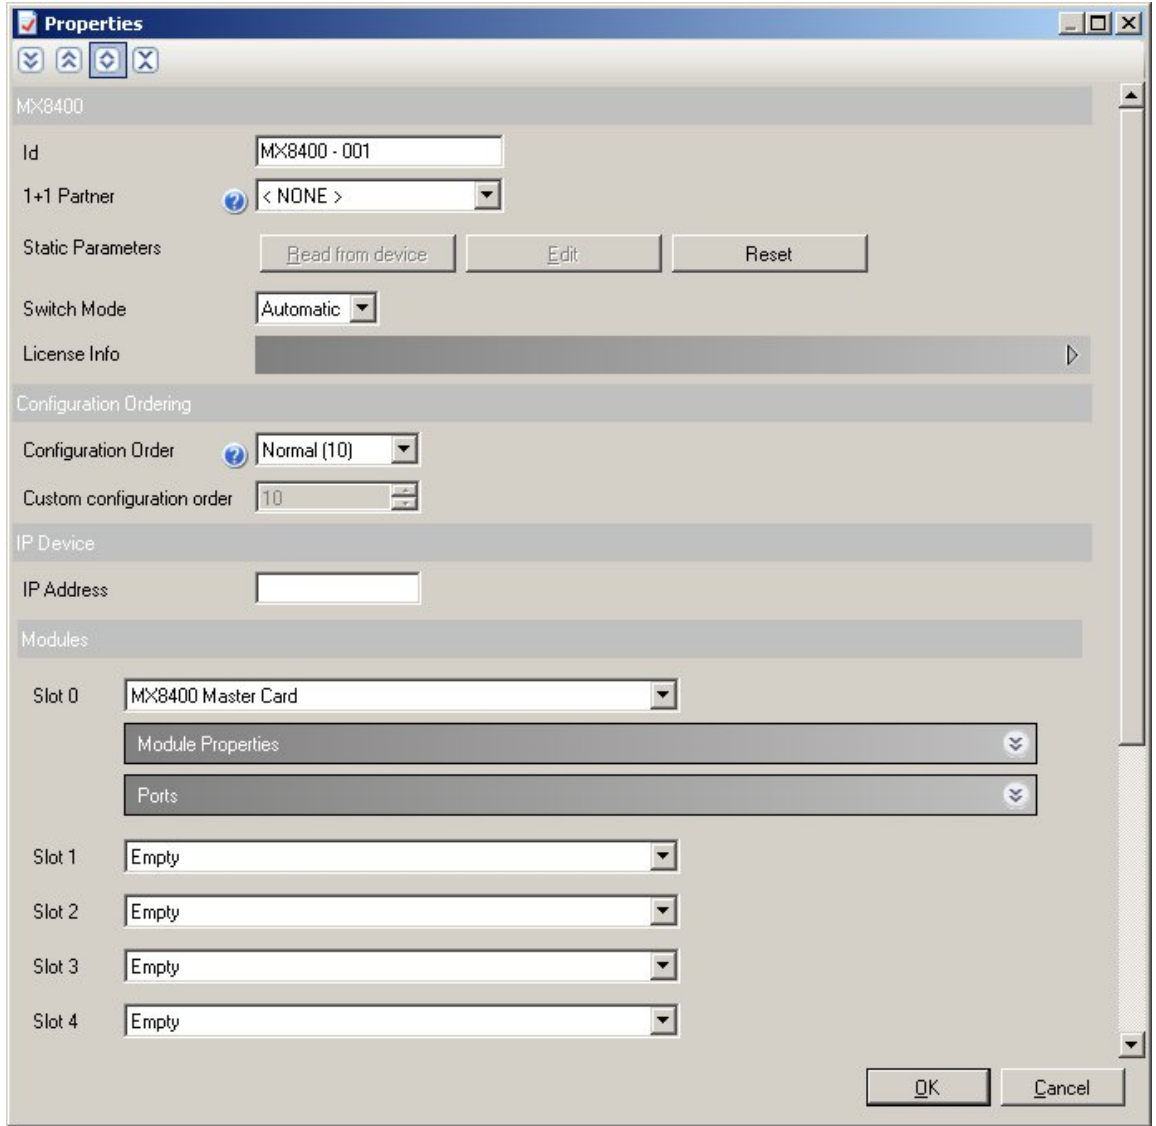 Properties
MX8400
Id MX8400 - 001
1+1 Partner < NONE >
Static Parameters Read from device Edit Reset
Switch Mode Automatic
License Info
Configuration Ordering
Configuration Order Normal (10)
Custom configuration order 10
IP Device
IP Address
Modules
Slot 0 MX8400 Master Card
Module Properties
Ports
Slot 1 Empty
Slot 2 Empty
Slot 3 Empty
Slot 4 Empty
OK Cancel